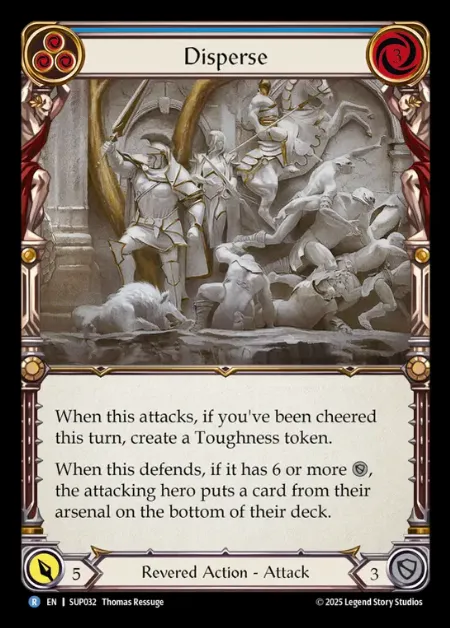 Disperse
3
When this attacks, if you've been cheered
this turn, create a Toughness token.
When this defends, if it has 6 or more ,
the attacking hero puts a card from their
arsenal on the bottom of their deck.
5
Revered Action - Attack
3
R EN | SUP032 Thomas Ressuge
© 2025 Legend Story Studios